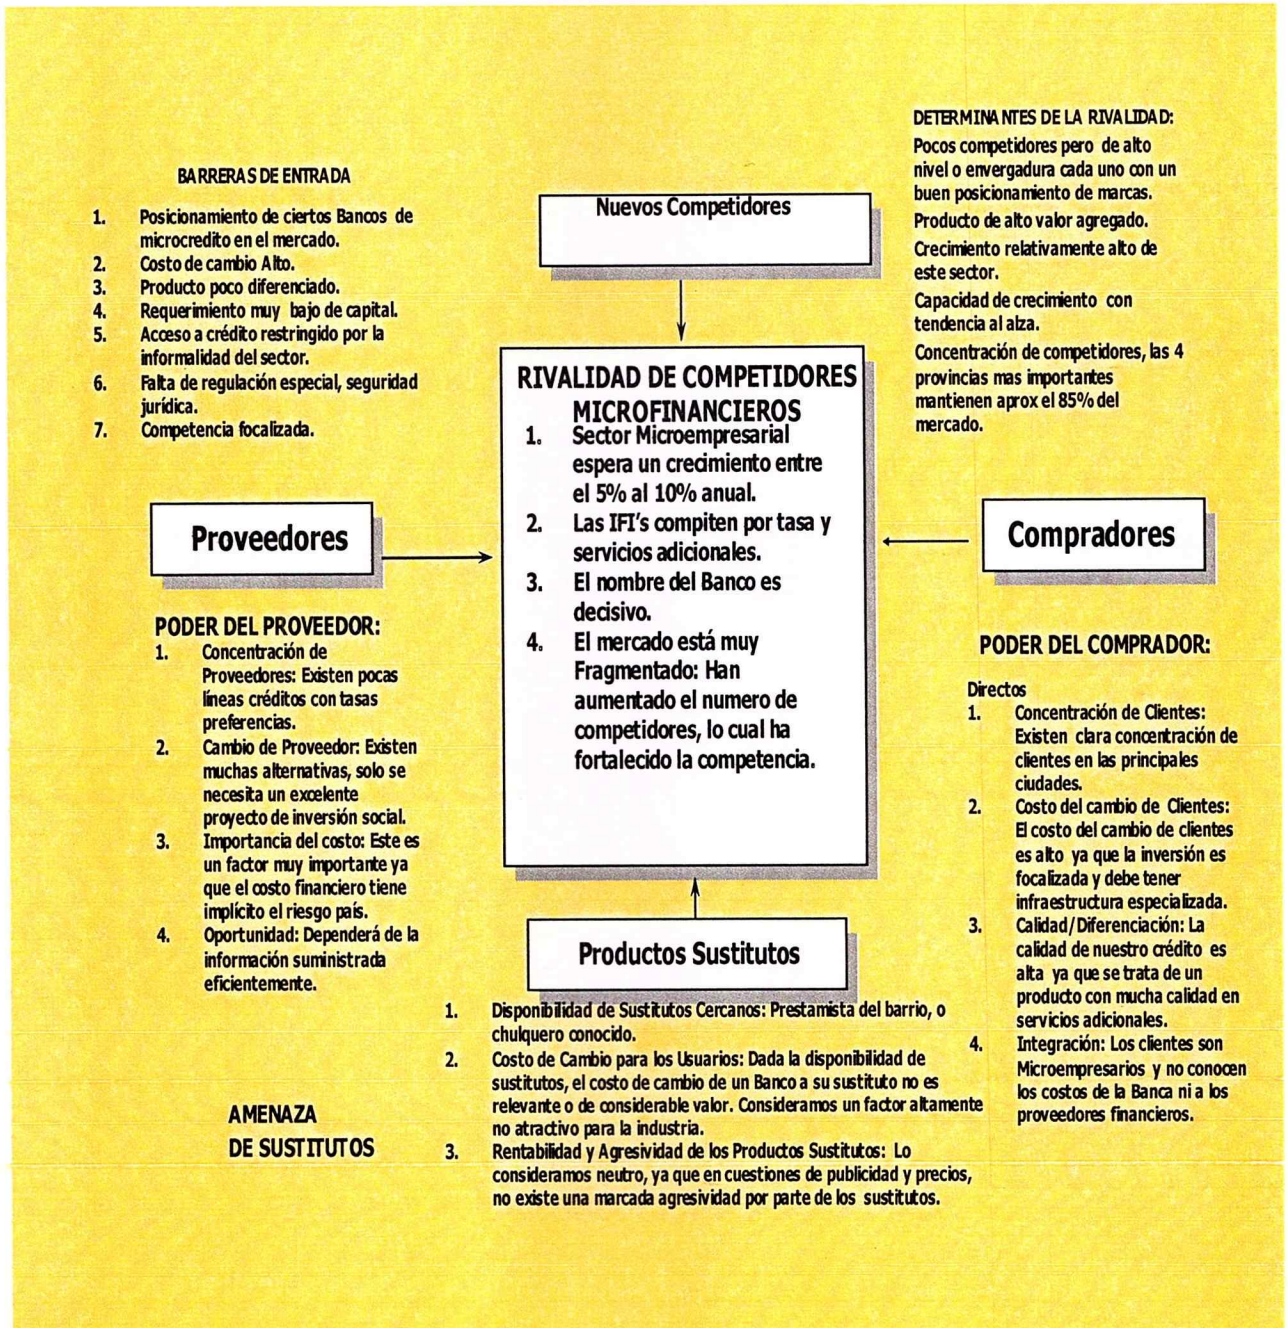 BARRERAS DE ENTRADA
1. Posicionamiento de ciertos Bancos de
microcredito en el mercado.
2. Costo de cambio Alto.
3. Producto poco diferenciado.
4. Requerimiento muy bajo de capital.
5. Acceso a crédito restringido por la
informalidad del sector.
6. Falta de regulación especial, seguridad
jurídica.
7. Competencia focalizada.
Nuevos Competidores
DETERMINANTES DE LA RIVALIDAD:
Pocos competidores pero de alto
nivel o envergadura cada uno con un
buen posicionamiento de marcas.
Producto de alto valor agregado.
Crecimiento relativamente alto de
este sector.
Capacidad de crecimiento con
tendencia al alza.
Concentración de competidores, las 4
provincias mas importantes
mantienen aprox el 85% del
mercado.
RIVALIDAD DE COMPETIDORES
MICROFINANCIEROS
1. Sector Microempresarial
espera un crecimiento entre
el 5% al 10% anual.
2. Las IFI's compiten por tasa y
servicios adicionales.
3. El nombre del Banco es
decisivo.
4. El mercado está muy
Fragmentado: Han
aumentado el numero de
competidores, lo cual ha
fortalecido la competencia.
Proveedores
PODER DEL PROVEEDOR:
1. Concentración de
Proveedores: Existen pocas
líneas créditos con tasas
preferencias.
2. Cambio de Proveedor: Existen
muchas alternativas, solo se
necesita un excelente
proyecto de inversión social.
3. Importancia del costo: Este es
un factor muy importante ya
que el costo financiero tiene
implícito el riesgo país.
4. Oportunidad: Dependerá de la
información suministrada
eficientemente.
Compradores
PODER DEL COMPRADOR:
Directos
1. Concentración de Clientes:
Existen clara concentración de
clientes en las principales
ciudades.
2. Costo del cambio de Clientes:
El costo del cambio de clientes
es alto ya que la inversión es
focalizada y debe tener
infraestructura especializada.
3. Calidad/Diferenciación: La
calidad de nuestro crédito es
alta ya que se trata de un
producto con mucha calidad en
servicios adicionales.
4. Integración: Los clientes son
Microempresarios y no conocen
los costos de la Banca ni a los
proveedores financieros.
Productos Sustitutos
AMENAZA
DE SUSTITUTOS
1. Disponibilidad de Sustitutos Cercanos: Prestamista del barrio, o
chulquero conocido.
2. Costo de Cambio para los Usuarios: Dada la disponibilidad de
sustitutos, el costo de cambio de un Banco a su sustituto no es
relevante o de considerable valor. Consideramos un factor altamente
no atractivo para la industria.
3. Rentabilidad y Agresividad de los Productos Sustitutos: Lo
consideramos neutro, ya que en cuestiones de publicidad y precios,
no existe una marcada agresividad por parte de los sustitutos.